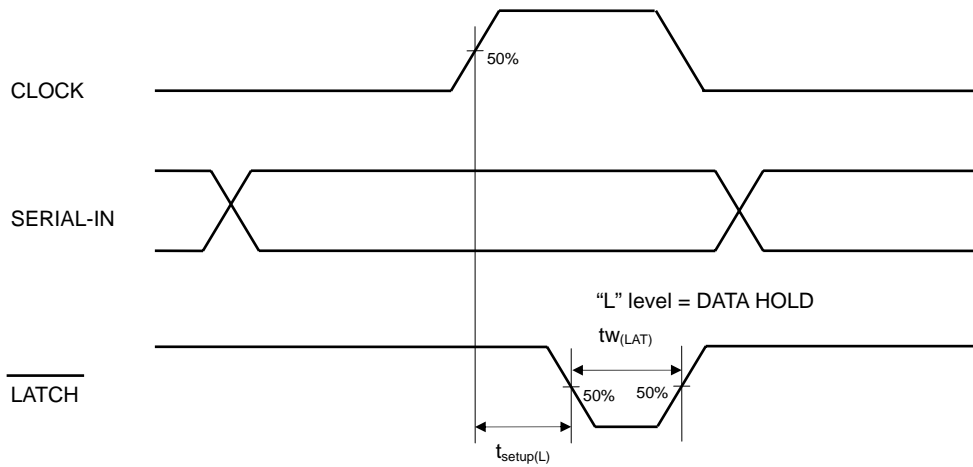 50%
CLOCK
SERIAL-IN
“L” level = DATA HOLD
tw(LAT)
LATCH
50%
50%
tsetup(L)